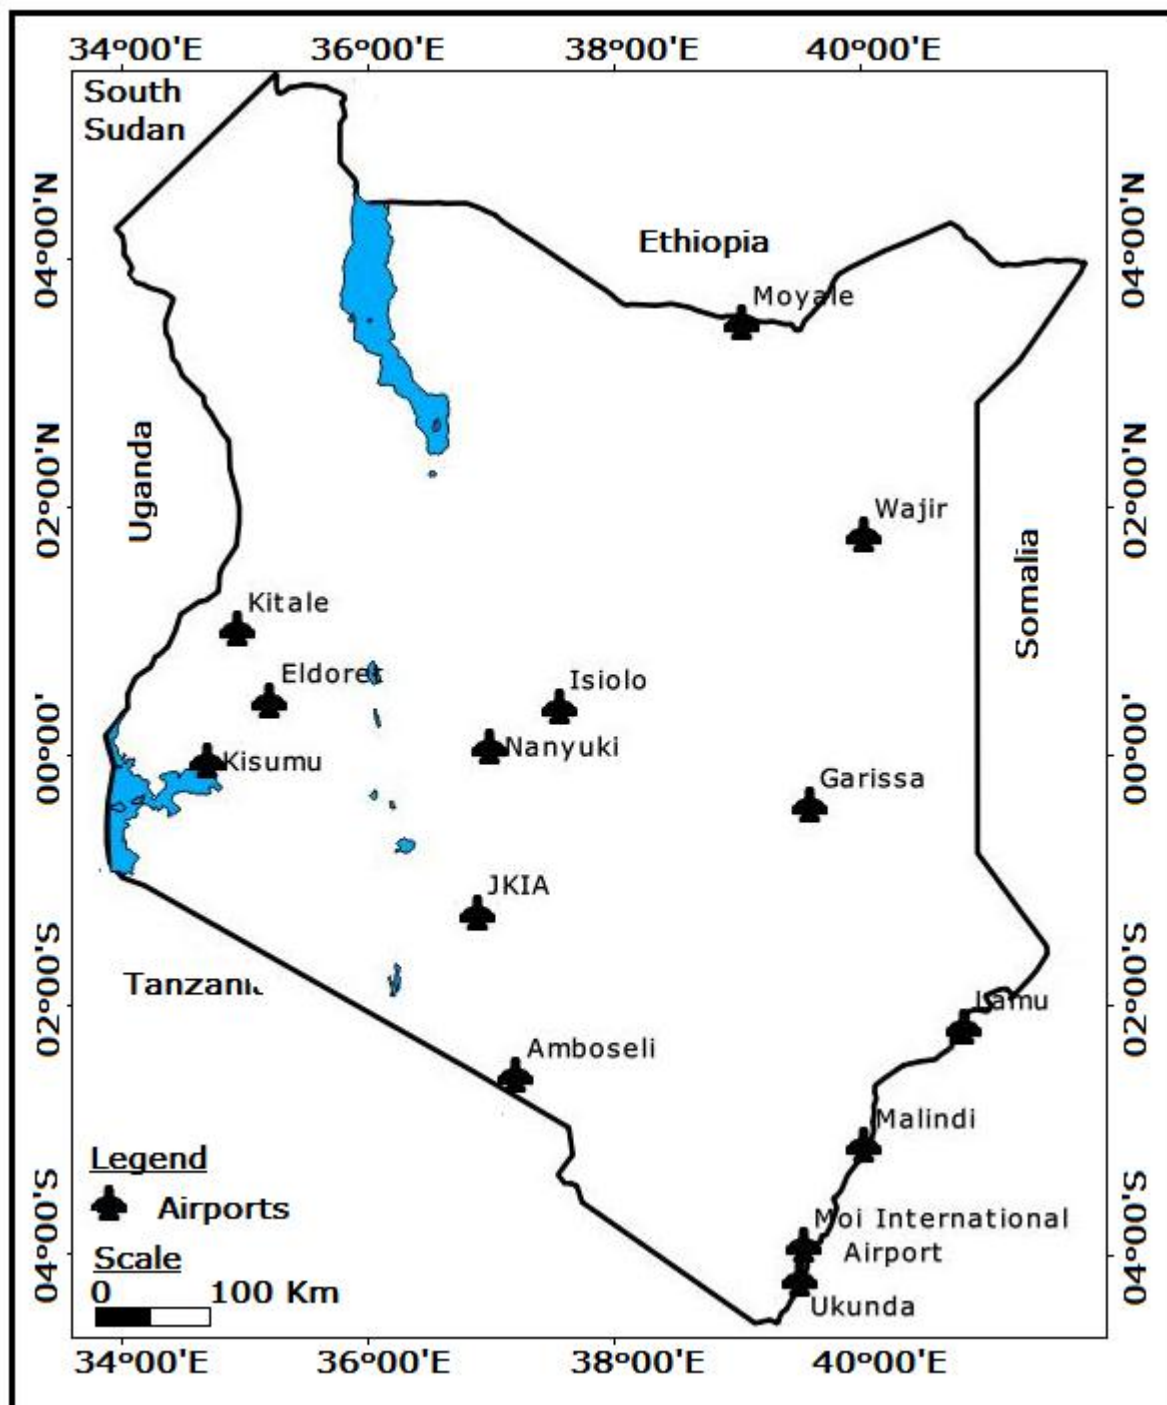 34°00'E 36°00'E 38°00'E 40°00'E
South
Sudan
04°00'.N
04°00'.N
Ethiopia
Moyale
Uganpa
02°00'.N
02°00'.N
Wajir
Somalia
Kitale
Eldoret
Isiolo
Nanyuki
Kisumu
00°00'.
00°00'.
Garissa
JKIA
Tanzani
02°00'.S
02°00'.S
Lamu
Amboseli
Malindi
Legend
Airports
04°00'.S
04°00'.S
Moi International
Airport
Scale
0 100 Km
Ukunda
34°00'E 36°00'E 38°00'E 40°00'E